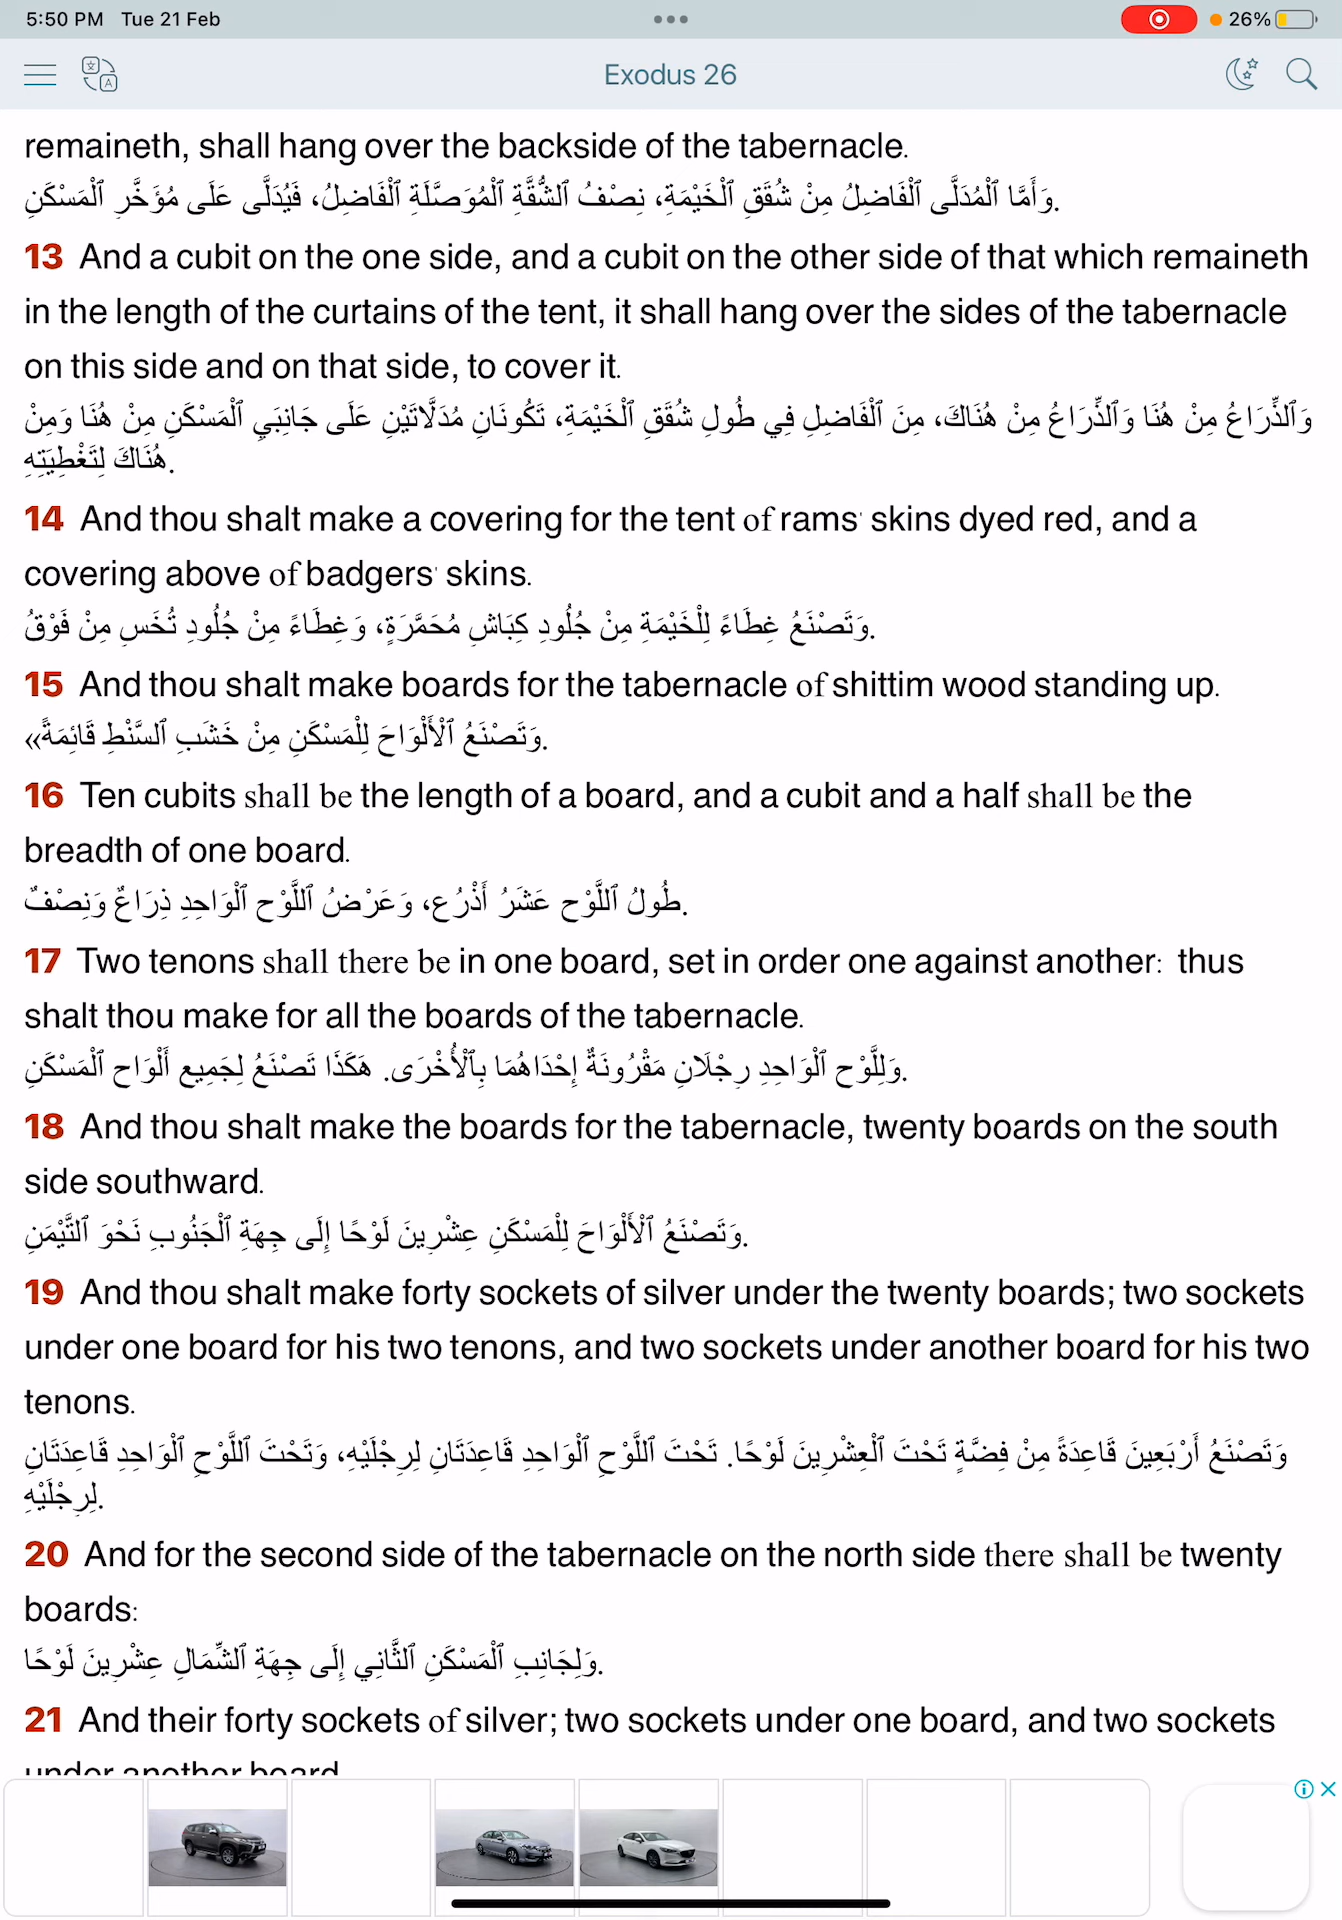 5:50 PM Tue 21 Feb
26%
Exodus 26
remaineth, shall hang over the backside of the tabernacle.
وَأَمَّا ٱلْمُدَلَّى ٱلْفَاضِلُ مِنْ شُقَقِ ٱلْخَيْمَةِ، نِصْفُ ٱلشُّقَّةِ ٱلْمُوَصَّلَةِ ٱلْفَاضِلُ، فَيُدَلَّى عَلَى مُؤَخَّرِ ٱلْمَسْكَنِ.
13 And a cubit on the one side, and a cubit on the other side of that which remaineth
in the length of the curtains of the tent, it shall hang over the sides of the tabernacle
on this side and on that side, to cover it.
وَٱلذِّرَاعُ مِنْ هُنَا وَٱلذِّرَاعُ مِنْ هُنَاكَ، مِنَ ٱلْفَاضِلِ فِي طُولِ شُقَقِ ٱلْخَيْمَةِ، تَكُونَانِ مُدَلَّاتَيْنِ عَلَى جَانِبَيِ ٱلْمَسْكَنِ مِنْ هُنَا وَمِنْ
هُنَاكَ لِتَغْطِيَتِهِ.
14 And thou shalt make a covering for the tent of rams' skins dyed red, and a
covering above of badgers' skins.
وَتَصْنَعُ غِطَاءً لِلْخَيْمَةِ مِنْ جُلُودِ كِبَاشٍ مُحَمَّرَةٍ، وَغِطَاءً مِنْ جُلُودِ تُخَسٍ مِنْ فَوْقُ.
15 And thou shalt make boards for the tabernacle of shittim wood standing up.
«وَتَصْنَعُ ٱلْأَلْوَاحَ لِلْمَسْكَنِ مِنْ خَشَبِ ٱلسَّنْطِ قَائِمَةً.
16 Ten cubits shall be the length of a board, and a cubit and a half shall be the
breadth of one board.
طُولُ ٱللَّوْحِ عَشَرُ أَذْرُعٍ، وَعَرْضُ ٱللَّوْحِ ٱلْوَاحِدِ ذِرَاعٌ وَنِصْفٌ.
17 Two tenons shall there be in one board, set in order one against another: thus
shalt thou make for all the boards of the tabernacle.
وَلِلَّوْحِ ٱلْوَاحِدِ رِجْلَانِ مَقْرُونَةٌ إِحْدَاهُمَا بِٱلْأُخْرَى. هَكَذَا تَصْنَعُ لِجَمِيعِ أَلْوَاحِ ٱلْمَسْكَنِ.
18 And thou shalt make the boards for the tabernacle, twenty boards on the south
side southward.
وَتَصْنَعُ ٱلْأَلْوَاحَ لِلْمَسْكَنِ عِشْرِينَ لَوْحًا إِلَى جِهَةِ ٱلْجَنُوبِ نَحْوَ ٱلتَّيْمَنِ.
19 And thou shalt make forty sockets of silver under the twenty boards; two sockets
under one board for his two tenons, and two sockets under another board for his two
tenons.
وَتَصْنَعُ أَرْبَعِينَ قَاعِدَةً مِنْ فِضَّةٍ تَحْتَ ٱلْعِشْرِينَ لَوْحًا. تَحْتَ ٱللَّوْحِ ٱلْوَاحِدِ قَاعِدَتَانِ لِرِجْلَيْهِ، وَتَحْتَ ٱللَّوْحِ ٱلْوَاحِدِ قَاعِدَتَانِ
لِرِجْلَيْهِ.
20 And for the second side of the tabernacle on the north side there shall be twenty
boards:
وَلِجَانِبِ ٱلْمَسْكَنِ ٱلثَّانِي إِلَى جِهَةِ ٱلشِّمَالِ عِشْرِينَ لَوْحًا.
21 And their forty sockets of silver; two sockets under one board, and two sockets
under another board